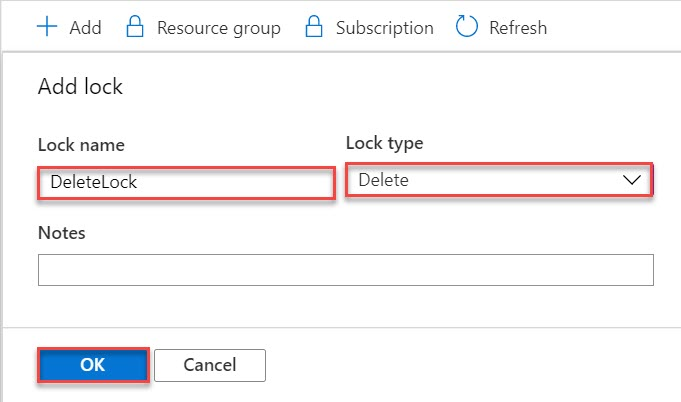 Add Resource group Subscription Refresh
Add lock
Lock name Lock type
DeleteLock Delete
Notes
OK Cancel